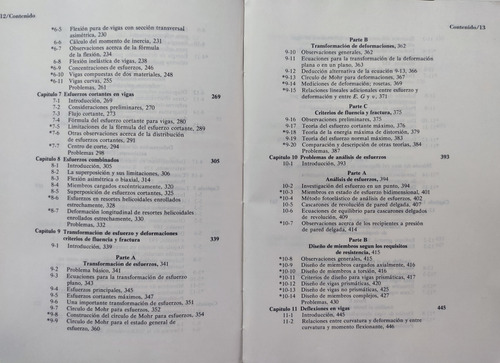 12/Contenido
*6-5 Flexión pera de vigas con sección transversal
asimétrica, 230
6-6 Cálculo del momento de inercia, 231
*6-7 Observaciones acerca de la fórmula
de la flexión, 234
6-8 Flexión inelástica de vigas, 238
*6-9 Concentraciones de esfuerzos, 246
*6-10 Vigas compuestas de dos materiales, 248
*6-11 Vigas curvas, 255
Problemas, 261
Capítulo 7 Esfuerzos cortantes en vigas 269
7-1 Introducción, 269
7-2 Consideraciones preliminares, 270
7-3 Flujo cortante, 273
7-4 Fórmula del esfuerzo cortante para vigas, 280
*7-5 Limitaciones de la fórmula del esfuerzo cortante, 289
*7-6 Otras observaciones acerca de la distribución
de esfuerzos cortantes, 291
*7-7 Centro de corte, 294
Problemas 298
Capítulo 8 Esfuerzos combinados 305
8-1 Introducción, 305
8-2 La superposición y sus limitaciones, 306
8-3 Flexión asimétrica o biaxial, 314
8-4 Miembros cargados excéntricamente, 320
8-5 Superposición de esfuerzos cortantes, 325
*8-6 Esfuerzos en resortes helicoidales enrollados
estrechamente, 328
*8-7 Deformación longitudinal de resortes helicoidales
enrollados estrechamente, 330
Problemas, 332
Capítulo 9 Transformación de esfuerzo y deformaciones
criterios de fluencia y fractura 339
9-1 Introducción, 339
Parte A
Transformación de esfuerzos, 341
9-2 Problema básico, 341
9-3 Ecuaciones para la transformación de esfuerzo
plano, 343
9-4 Esfuerzos principales, 345
9-5 Esfuerzos cortantes máximos, 347
9-6 Una importante transformación de esfuerzo, 351
9-7 Círculo de Mohr para esfuerzos, 352
*9-8 Construcción del círculo de Mohr para esfuerzos, 354
*9-9 Círculo de Mohr para el estado general de
esfuerzo, 360
Contenido/13
Parte B
Transformación de deformaciones, 362
9-10 Observaciones generales, 362
9-11 Ecuaciones para la transformación de la deformación
plana o en un plano, 363
*9-12 Deducción alternativa de la ecuación 9-13, 366
*9-13 Círculo de Mohr para deformaciones, 367
*9-14 Mediciones de deformación; rosetas, 369
*9-15 Relaciones lineales adicionales entre esfuerzo y
deformación y entre E, G y ν, 371
Parte C
Criterios de fluencia y fractura, 375
9-16 Observaciones preliminares, 375
9-17 Teoría del esfuerzo cortante máximo, 376
*9-18 Teoría de la energía máxima de distorsión, 379
9-19 Teoría del esfuerzo normal máximo, 383
*9-20 Comparación y descripción de otras teorías, 384
Problemas, 387
Capítulo 10 Problemas de análisis de esfuerzos 393
10-1 Introducción, 393
Parte A
Análisis de esfuerzos, 394
10-2 Investigación del esfuerzo en un punto, 394
10-3 Miembros en estado de esfuerzo bidimensional, 401
*10-4 Método fotoelástico de análisis de esfuerzos, 402
10-5 Cascarones de revolución de pared delgada, 407
10-6 Ecuaciones de equilibrio para cascarones delgados
de revolución, 409
*10-7 Observaciones acerca de los recipientes a presión
de pared delgada, 414
Parte B
Diseño de miembros según los requisitos
de resistencia, 415
*10-8 Observaciones generales, 415
*10-9 Diseño de miembros cargados axialmente, 416
*10-10 Diseño de miembros a torsión, 416
*10-11 Criterios de diseño para vigas prismáticas, 417
*10-12 Diseño de vigas prismáticas, 420
*10-13 Diseño de vigas no prismáticas, 425
*10-14 Diseño de miembros complejos, 427
Problemas, 430
Capítulo 11 Deflexiones en vigas 445
11-1 Introducción, 445
11-2 Relaciones entre curvatura y deformación y entre
curvatura y momento flexionante, 446